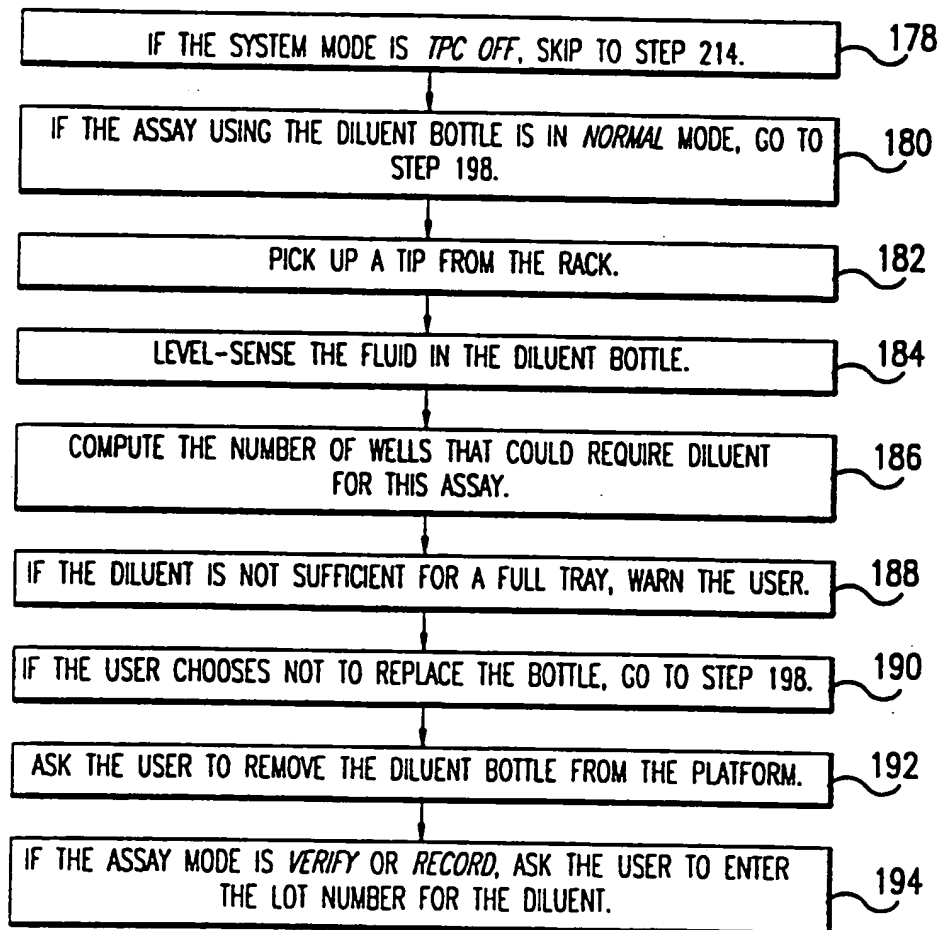 IF THE SYSTEM MODE IS TPC OFF, SKIP TO STEP 214.
178
IF THE ASSAY USING THE DILUENT BOTTLE IS IN NORMAL MODE, GO TO
STEP 198.
180
PICK UP A TIP FROM THE RACK.
182
LEVEL-SENSE THE FLUID IN THE DILUENT BOTTLE.
184
COMPUTE THE NUMBER OF WELLS THAT COULD REQUIRE DILUENT
FOR THIS ASSAY.
186
IF THE DILUENT IS NOT SUFFICIENT FOR A FULL TRAY, WARN THE USER.
188
IF THE USER CHOOSES NOT TO REPLACE THE BOTTLE, GO TO STEP 198.
190
ASK THE USER TO REMOVE THE DILUENT BOTTLE FROM THE PLATFORM.
192
IF THE ASSAY MODE IS VERIFY OR RECORD, ASK THE USER TO ENTER
THE LOT NUMBER FOR THE DILUENT.
194